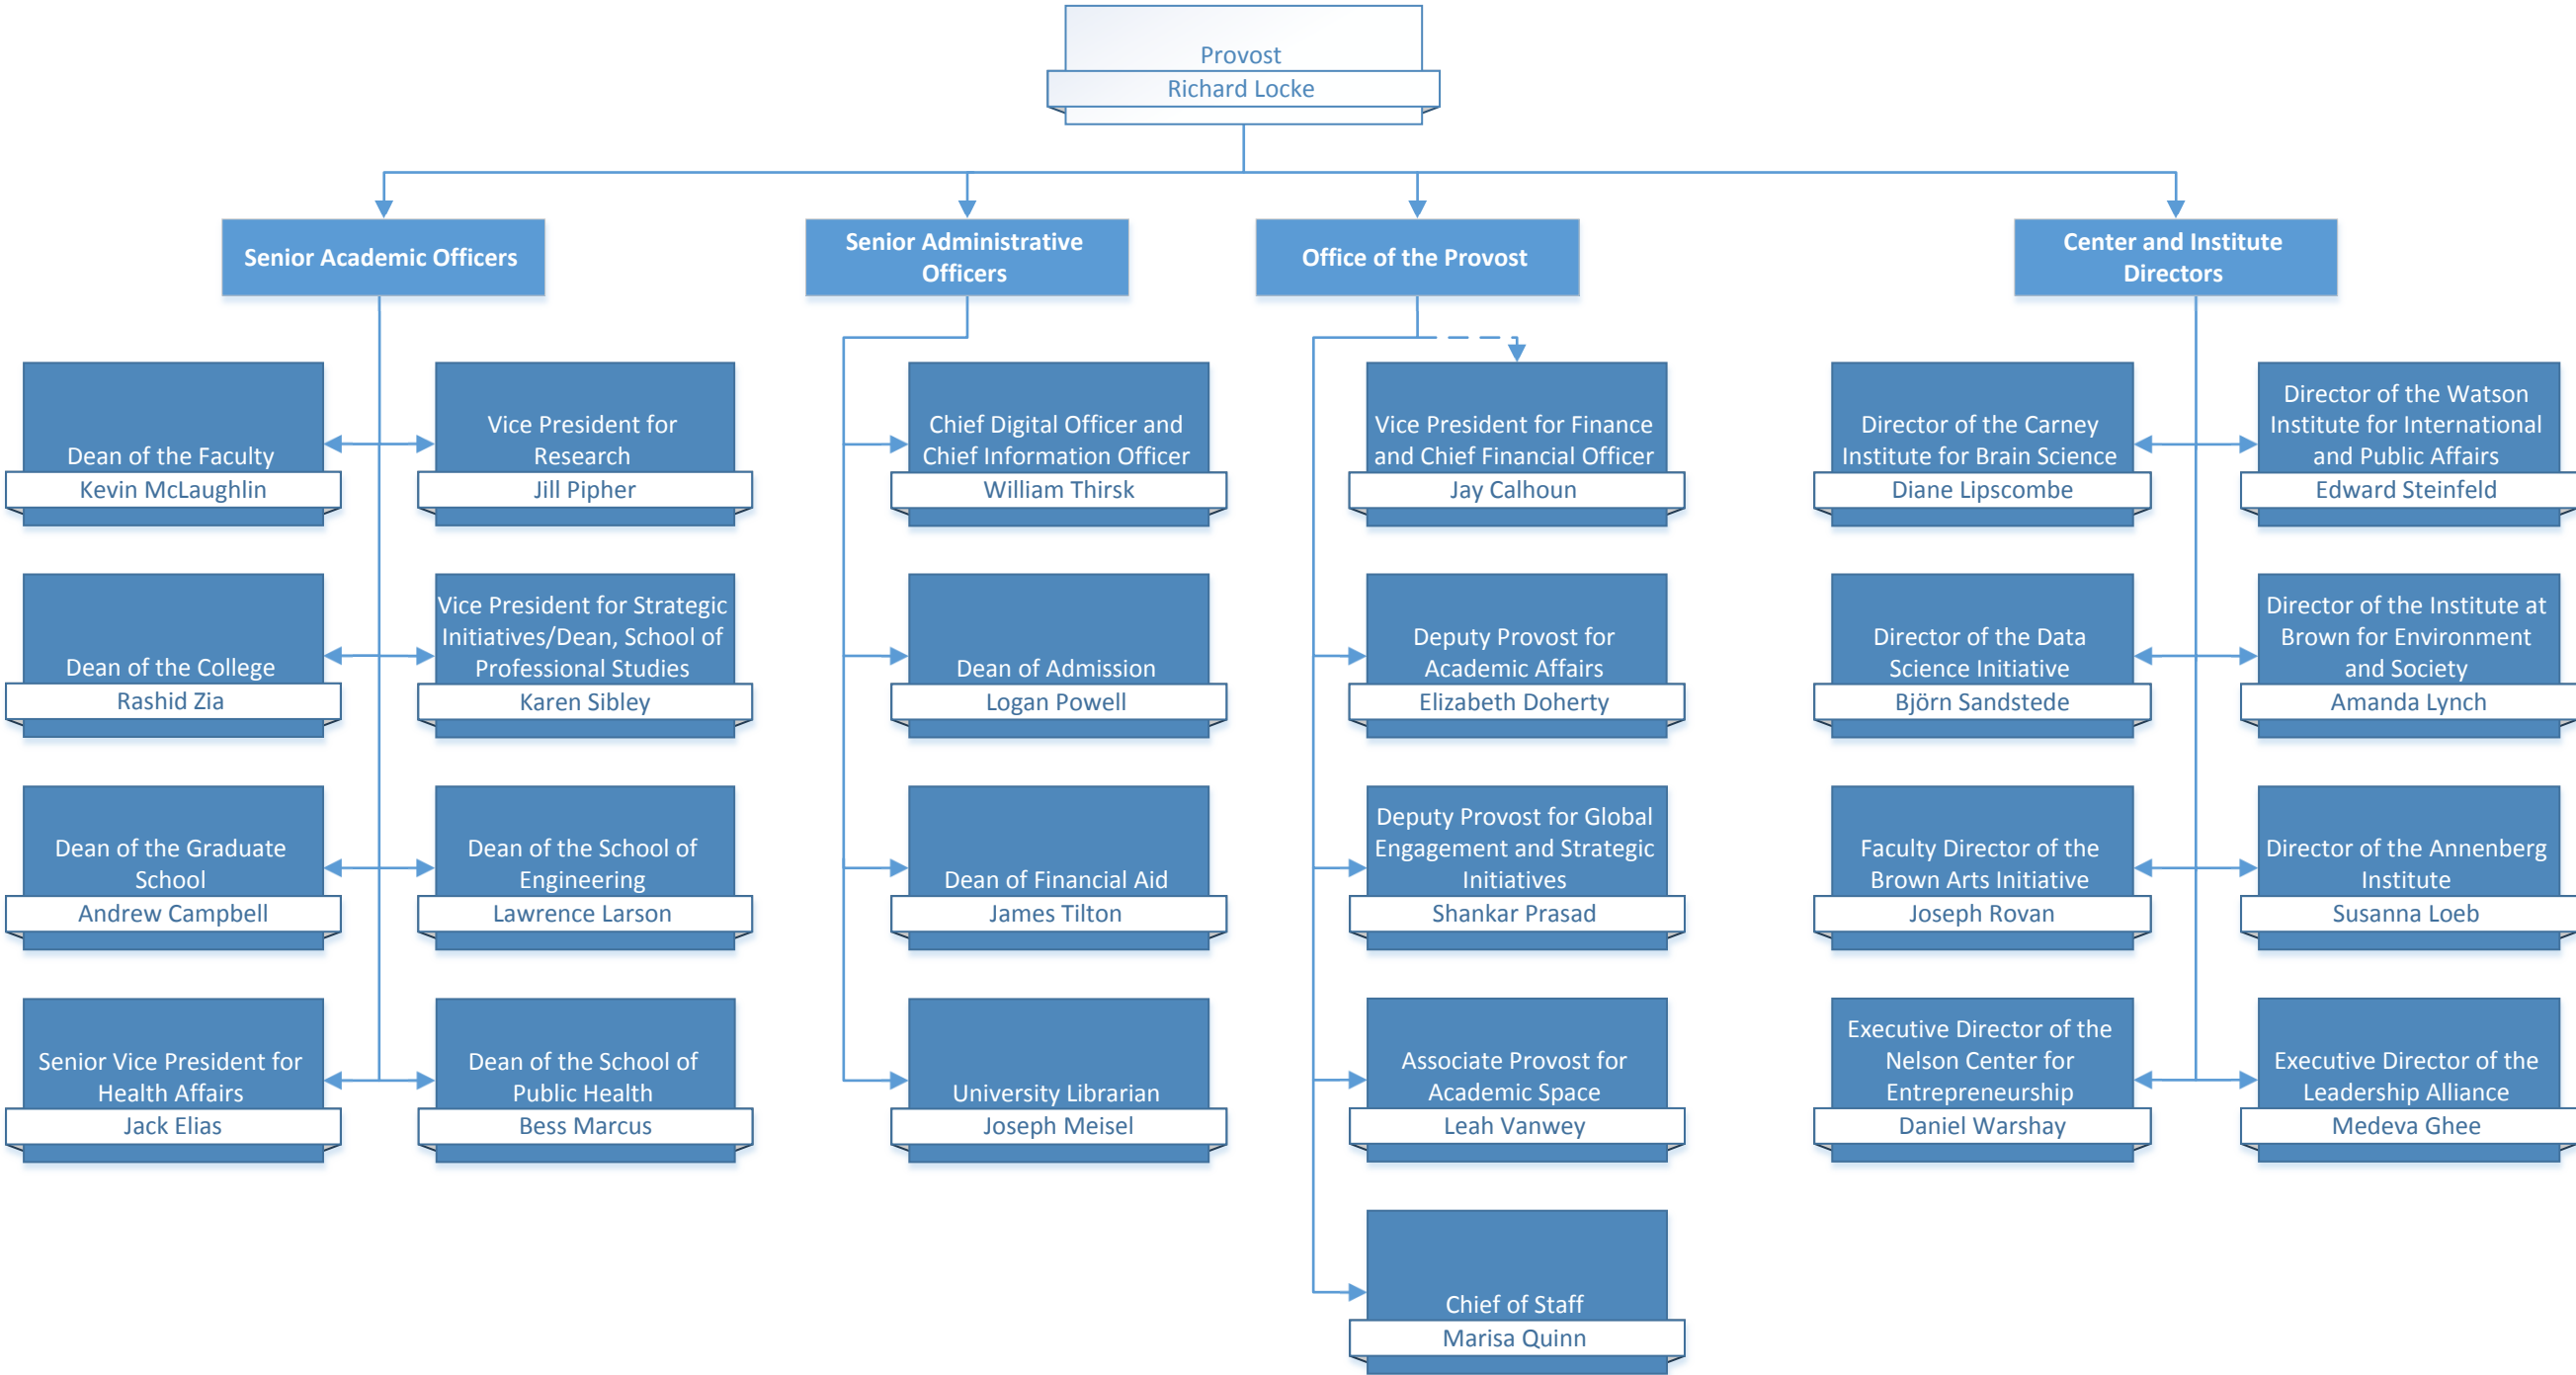 Provost
Richard Locke
Senior Academic Officers
Senior Administrative
Officers
Office of the Provost
Center and Institute
Directors
Dean of the Faculty
Kevin McLaughlin
Vice President for
Research
Jill Pipher
Dean of the College
Rashid Zia
Vice President for Strategic
Initiatives/Dean, School of
Professional Studies
Karen Sibley
Dean of the Graduate
School
Andrew Campbell
Dean of the School of
Engineering
Lawrence Larson
Senior Vice President for
Health Affairs
Jack Elias
Dean of the School of
Public Health
Bess Marcus
Chief Digital Officer and
Chief Information Officer
William Thirsk
Dean of Admission
Logan Powell
Dean of Financial Aid
James Tilton
University Librarian
Joseph Meisel
Vice President for Finance
and Chief Financial Officer
Jay Calhoun
Deputy Provost for
Academic Affairs
Elizabeth Doherty
Deputy Provost for Global
Engagement and Strategic
Initiatives
Shankar Prasad
Associate Provost for
Academic Space
Leah Vanwey
Chief of Staff
Marisa Quinn
Director of the Carney
Institute for Brain Science
Diane Lipscombe
Director of the Watson
Institute for International
and Public Affairs
Edward Steinfeld
Director of the Data
Science Initiative
Björn Sandstede
Director of the Institute at
Brown for Environment
and Society
Amanda Lynch
Faculty Director of the
Brown Arts Initiative
Joseph Rovan
Director of the Annenberg
Institute
Susanna Loeb
Executive Director of the
Nelson Center for
Entrepreneurship
Daniel Warshay
Executive Director of the
Leadership Alliance
Medeva Ghee